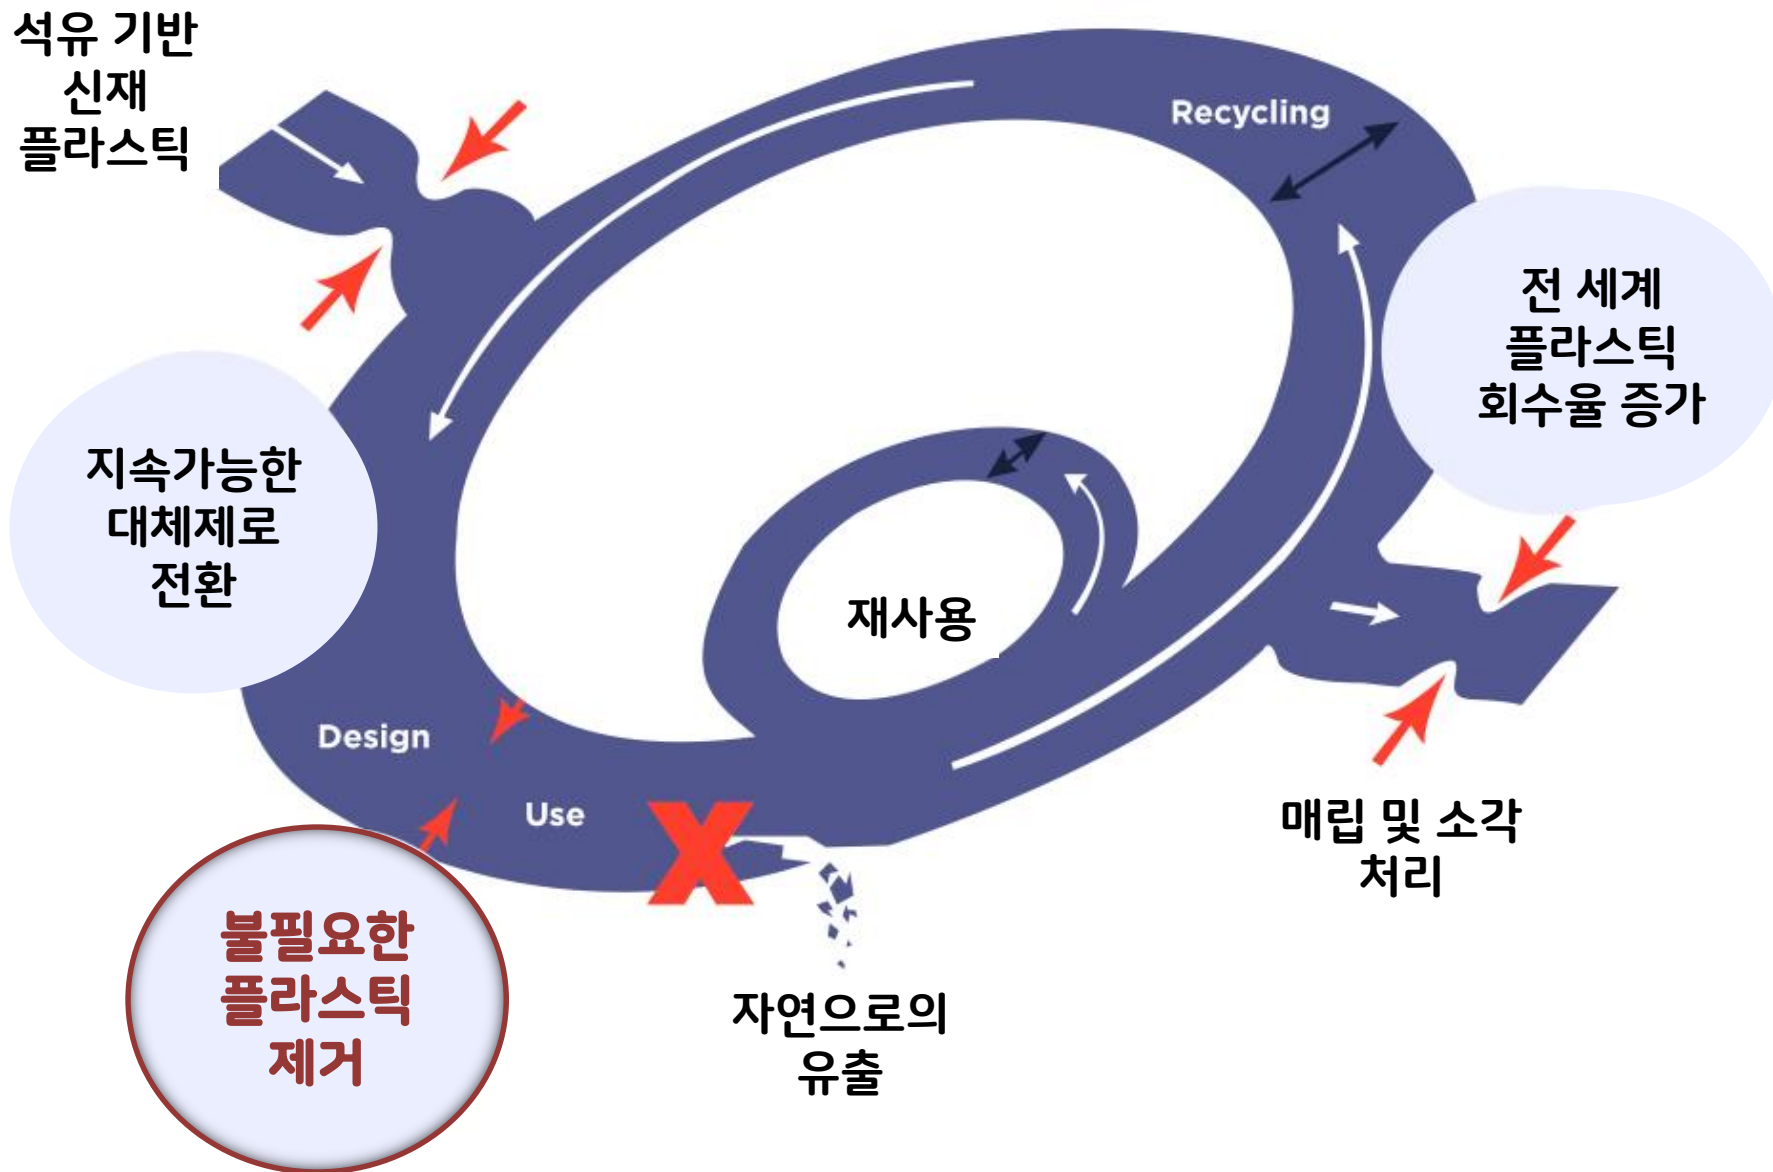 석유 기반
신재
플라스틱
Recycling
전 세계
플라스틱
회수율 증가
지속가능한
대체제로
전환
재사용
Design
Use
매립 및 소각
처리
불필요한
플라스틱
제거
자연으로의
유출